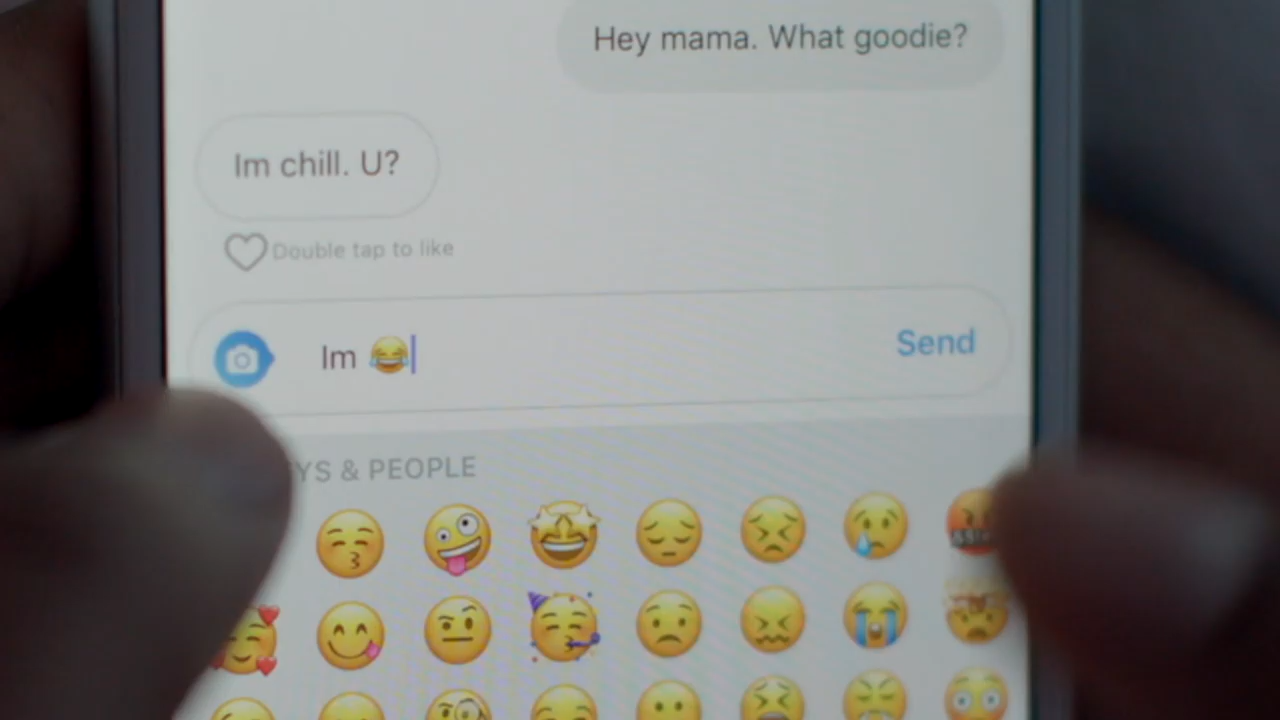 Hey mama. What goodie?
Im chill. U?
Double tap to like
Im 😂
Send
YS & PEOPLE